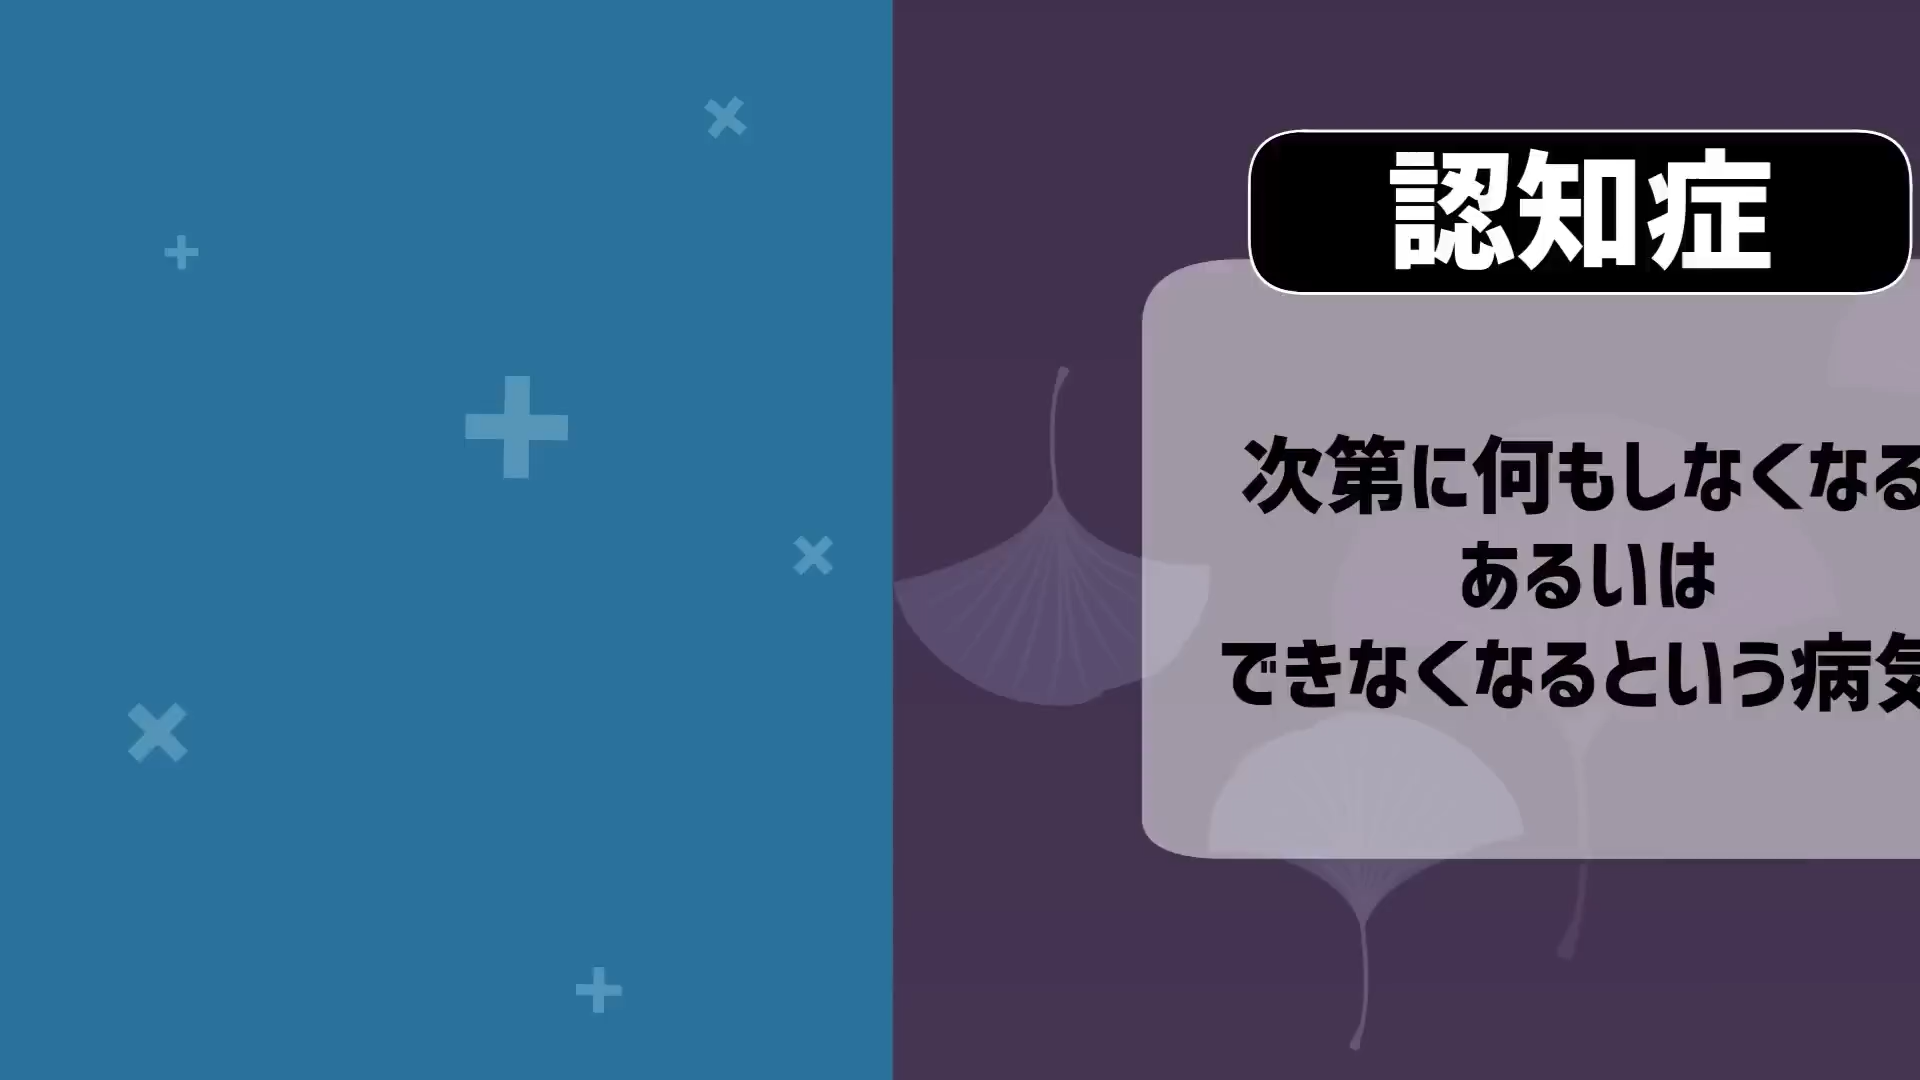 認知症
次第に何もしなくなる
あるいは
できなくなるという病気